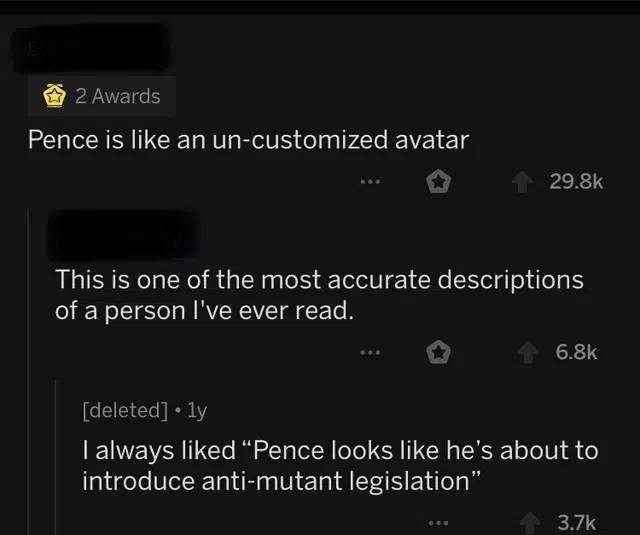 2 Awards
Pence is like an un-customized avatar
29.8k
This is one of the most accurate descriptions
of a person I've ever read.
6.8k
[deleted] • 1y
I always liked “Pence looks like he’s about to
introduce anti-mutant legislation”
3.7k